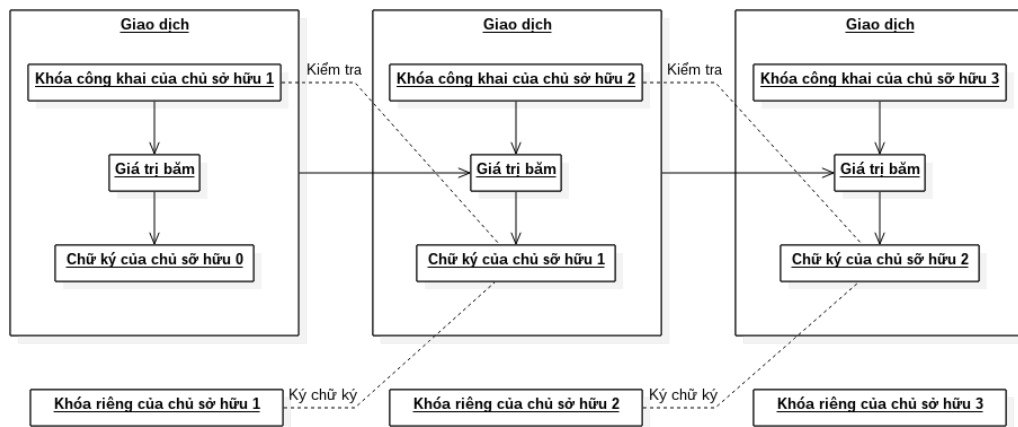 Giao dịch
Giao dịch
Giao dịch
Khóa công khai của chủ sở hữu 1
Kiểm tra
Khóa công khai của chủ sở hữu 2
Kiểm tra
Khóa công khai của chủ sỡ hữu 3
Giá trị băm
Giá trị băm
Giá trị băm
Chữ ký của chủ sỡ hữu 0
Chữ ký của chủ sỡ hữu 1
Chữ ký của chủ sỡ hữu 2
Khóa riêng của chủ sở hữu 1
Ký chữ ký
Khóa riêng của chủ sở hữu 2
Ký chữ ký
Khóa riêng của chủ sở hữu 3